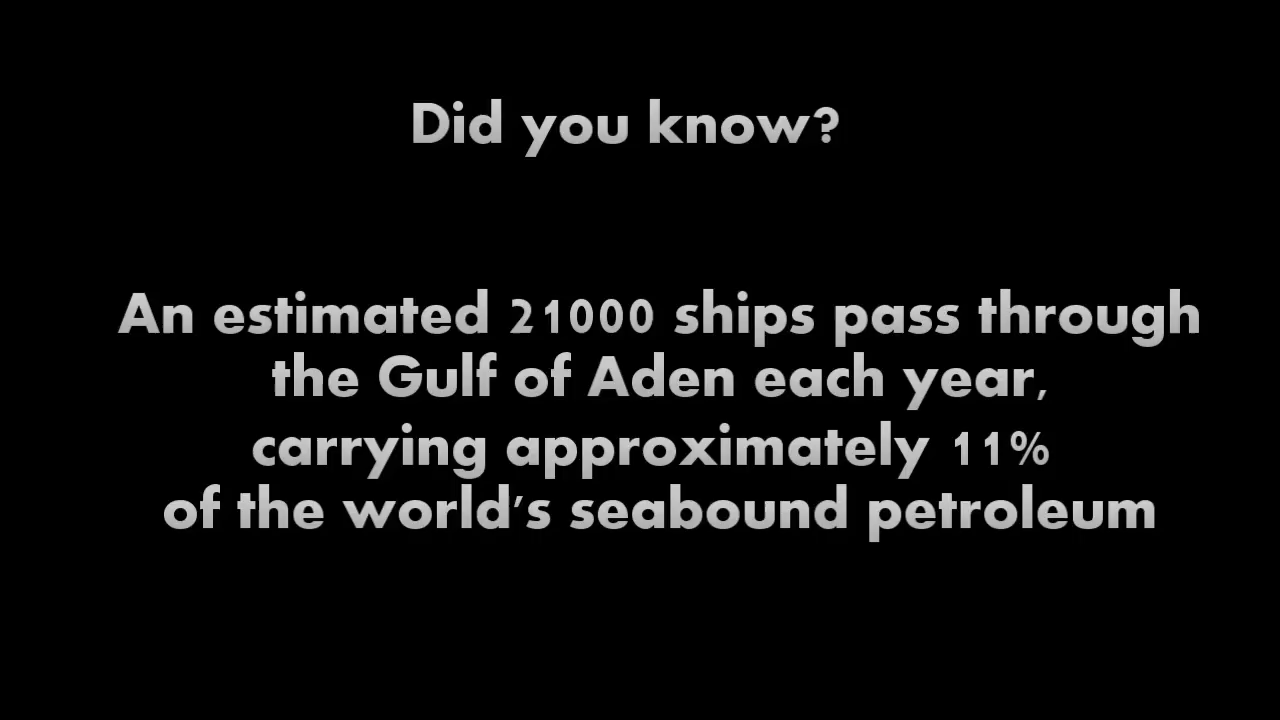 Did you know?
An estimated 21000 ships pass through
the Gulf of Aden each year,
carrying approximately 11%
of the world's seabound petroleum